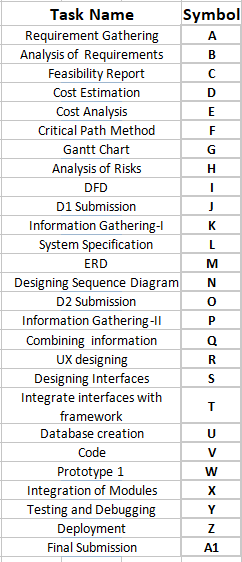 Task Name Symbol
Requirement Gathering A
Analysis of Requirements B
Feasibility Report C
Cost Estimation D
Cost Analysis E
Critical Path Method F
Gantt Chart G
Analysis of Risks H
DFD I
D1 Submission J
Information Gathering-I K
System Specification L
ERD M
Designing Sequence Diagram N
D2 Submission O
Information Gathering-II P
Combining information Q
UX designing R
Designing Interfaces S
Integrate interfaces with
framework T
Database creation U
Code V
Prototype 1 W
Integration of Modules X
Testing and Debugging Y
Deployment Z
Final Submission A1